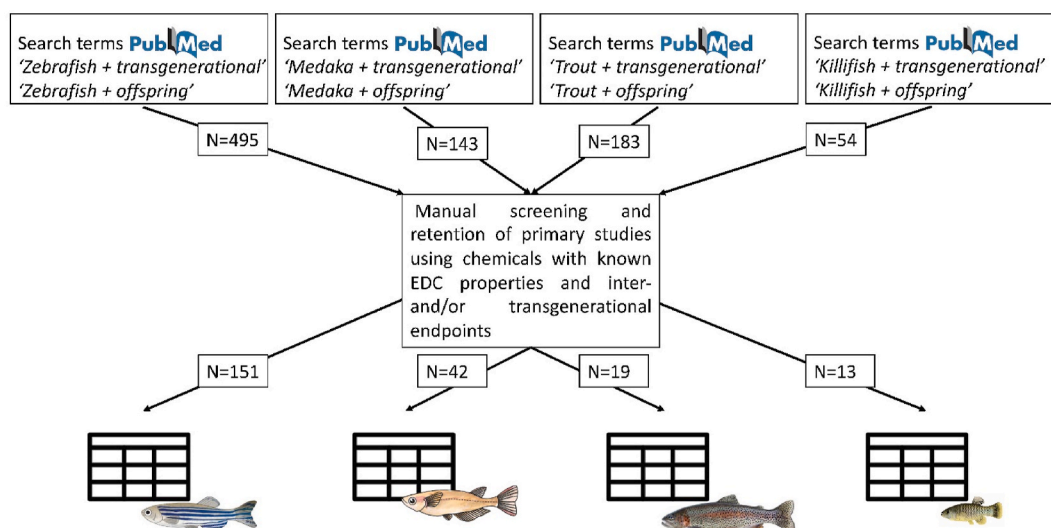 Search terms PubMed
'Zebrafish + transgenerational'
'Zebrafish + offspring'
Search terms PubMed
'Medaka + transgenerational'
'Medaka + offspring'
Search terms PubMed
'Trout + transgenerational'
'Trout + offspring'
Search terms PubMed
'Killifish + transgenerational'
'Killifish + offspring'
N=495
N=143
N=183
N=54
Manual screening and
retention of primary studies
using chemicals with known
EDC properties and inter-
and/or transgenerational
endpoints
N=151
N=42
N=19
N=13